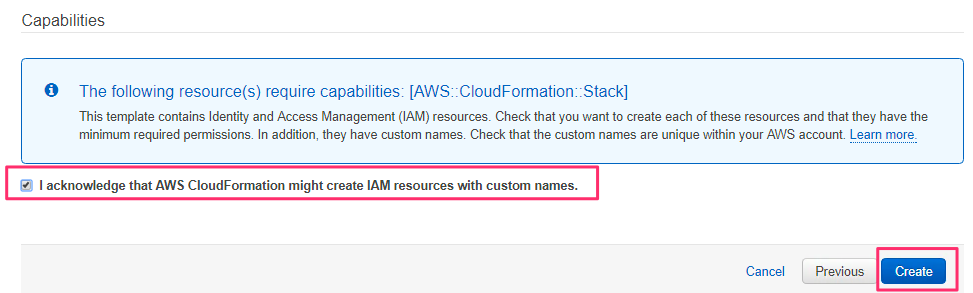 Capabilities
The following resource(s) require capabilities: [AWS::CloudFormation::Stack]
This template contains Identity and Access Management (IAM) resources. Check that you want to create each of these resources and that they have the
minimum required permissions. In addition, they have custom names. Check that the custom names are unique within your AWS account. Learn more.
I acknowledge that AWS CloudFormation might create IAM resources with custom names.
Cancel Previous Create